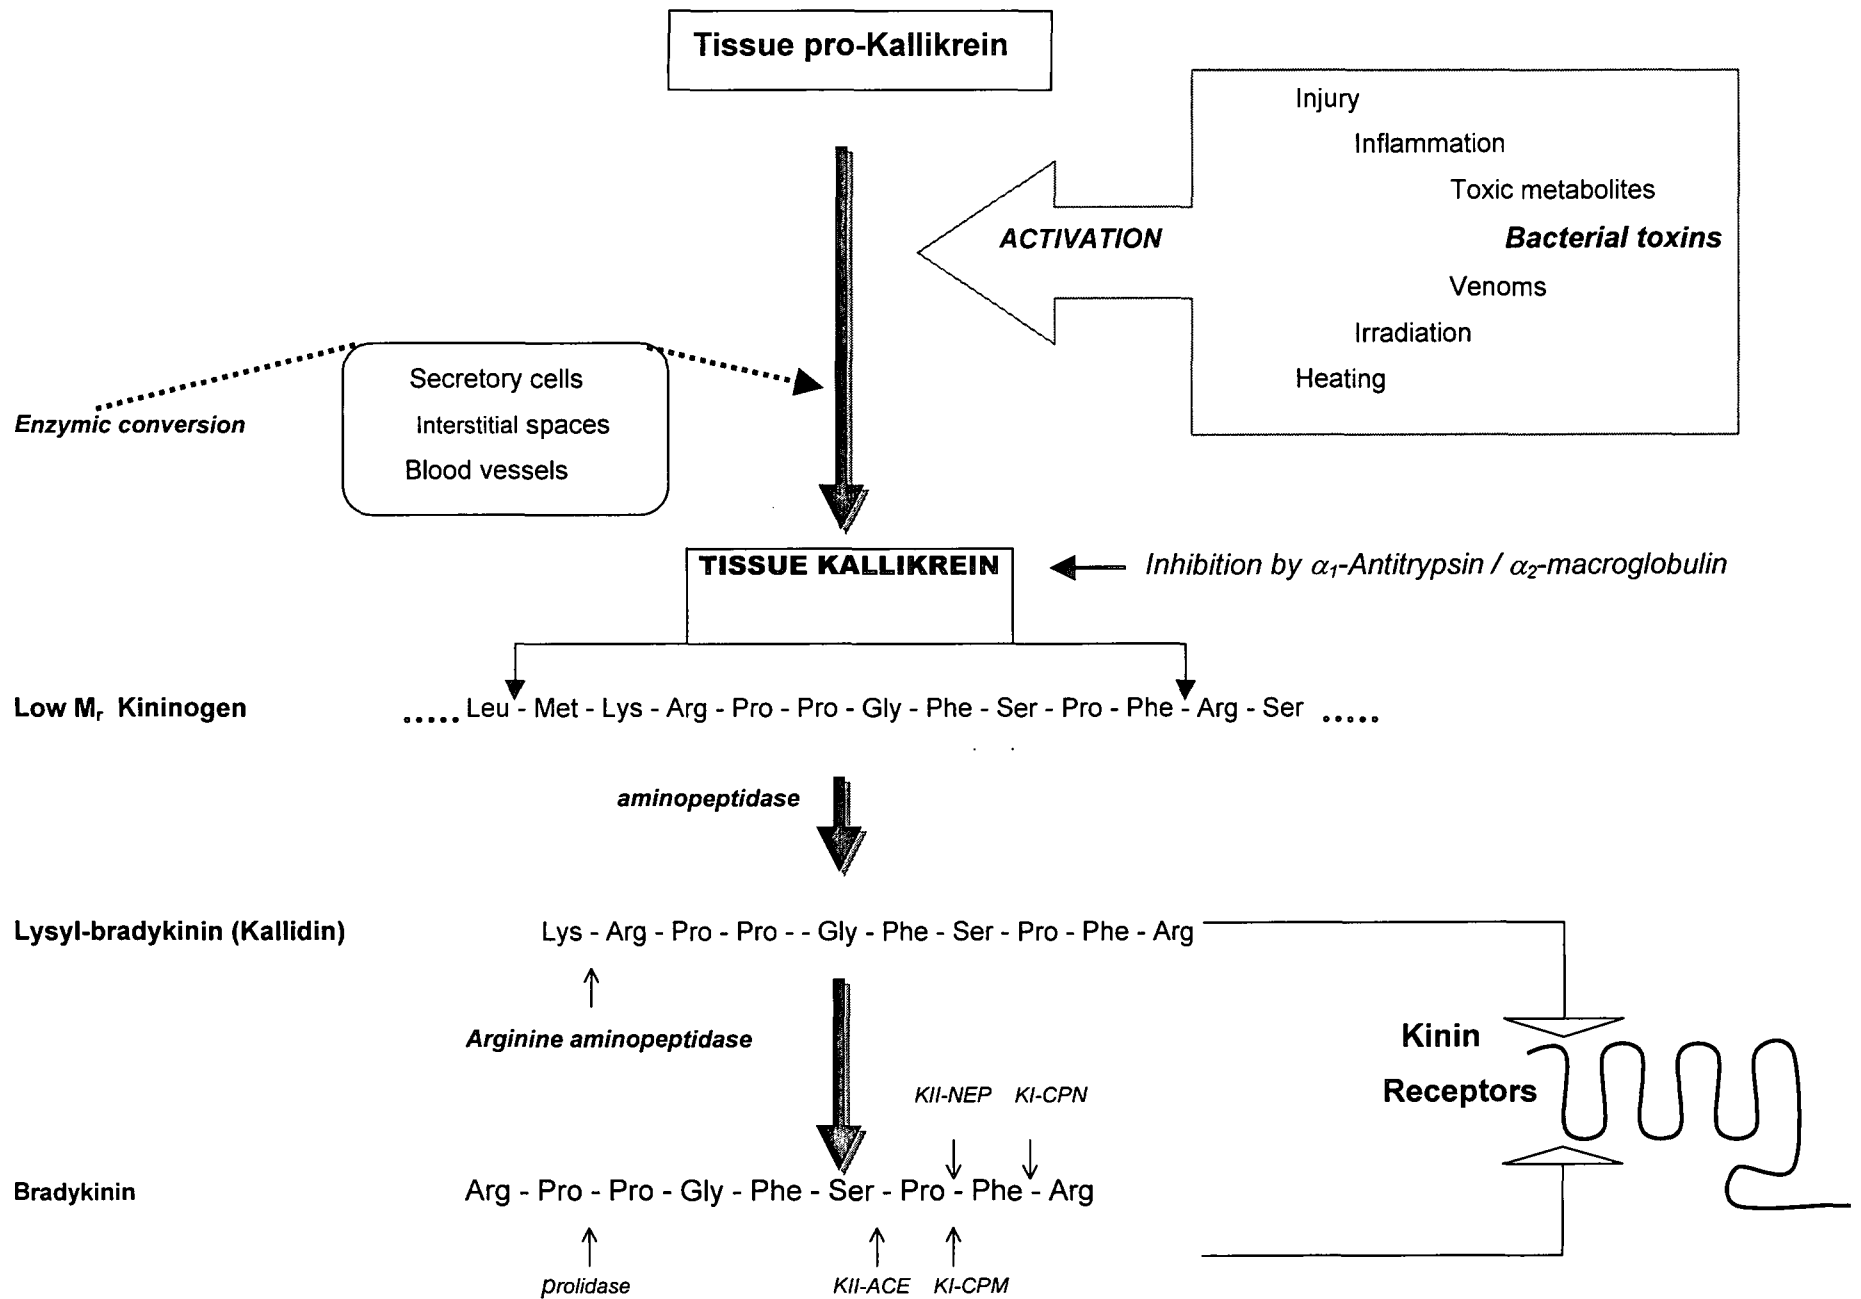 Tissue pro-Kallikrein
Injury
Inflammation
Toxic metabolites
ACTIVATION
Bacterial toxins
Venoms
Irradiation
Heating
Secretory cells
Interstitial spaces
Blood vessels
Enzymic conversion
TISSUE KALLIKREIN
Inhibition by α1-Antitrypsin / α2-macroglobulin
Low Mr Kininogen
..... Leu - Met - Lys - Arg - Pro - Pro - Gly - Phe - Ser - Pro - Phe - Arg - Ser .....
aminopeptidase
Lysyl-bradykinin (Kallidin)
Lys - Arg - Pro - Pro - - Gly - Phe - Ser - Pro - Phe - Arg
Arginine aminopeptidase
Kinin
Receptors
KII-NEP KI-CPN
Bradykinin
Arg - Pro - Pro - Gly - Phe - Ser - Pro - Phe - Arg
prolidase KII-ACE KI-CPM